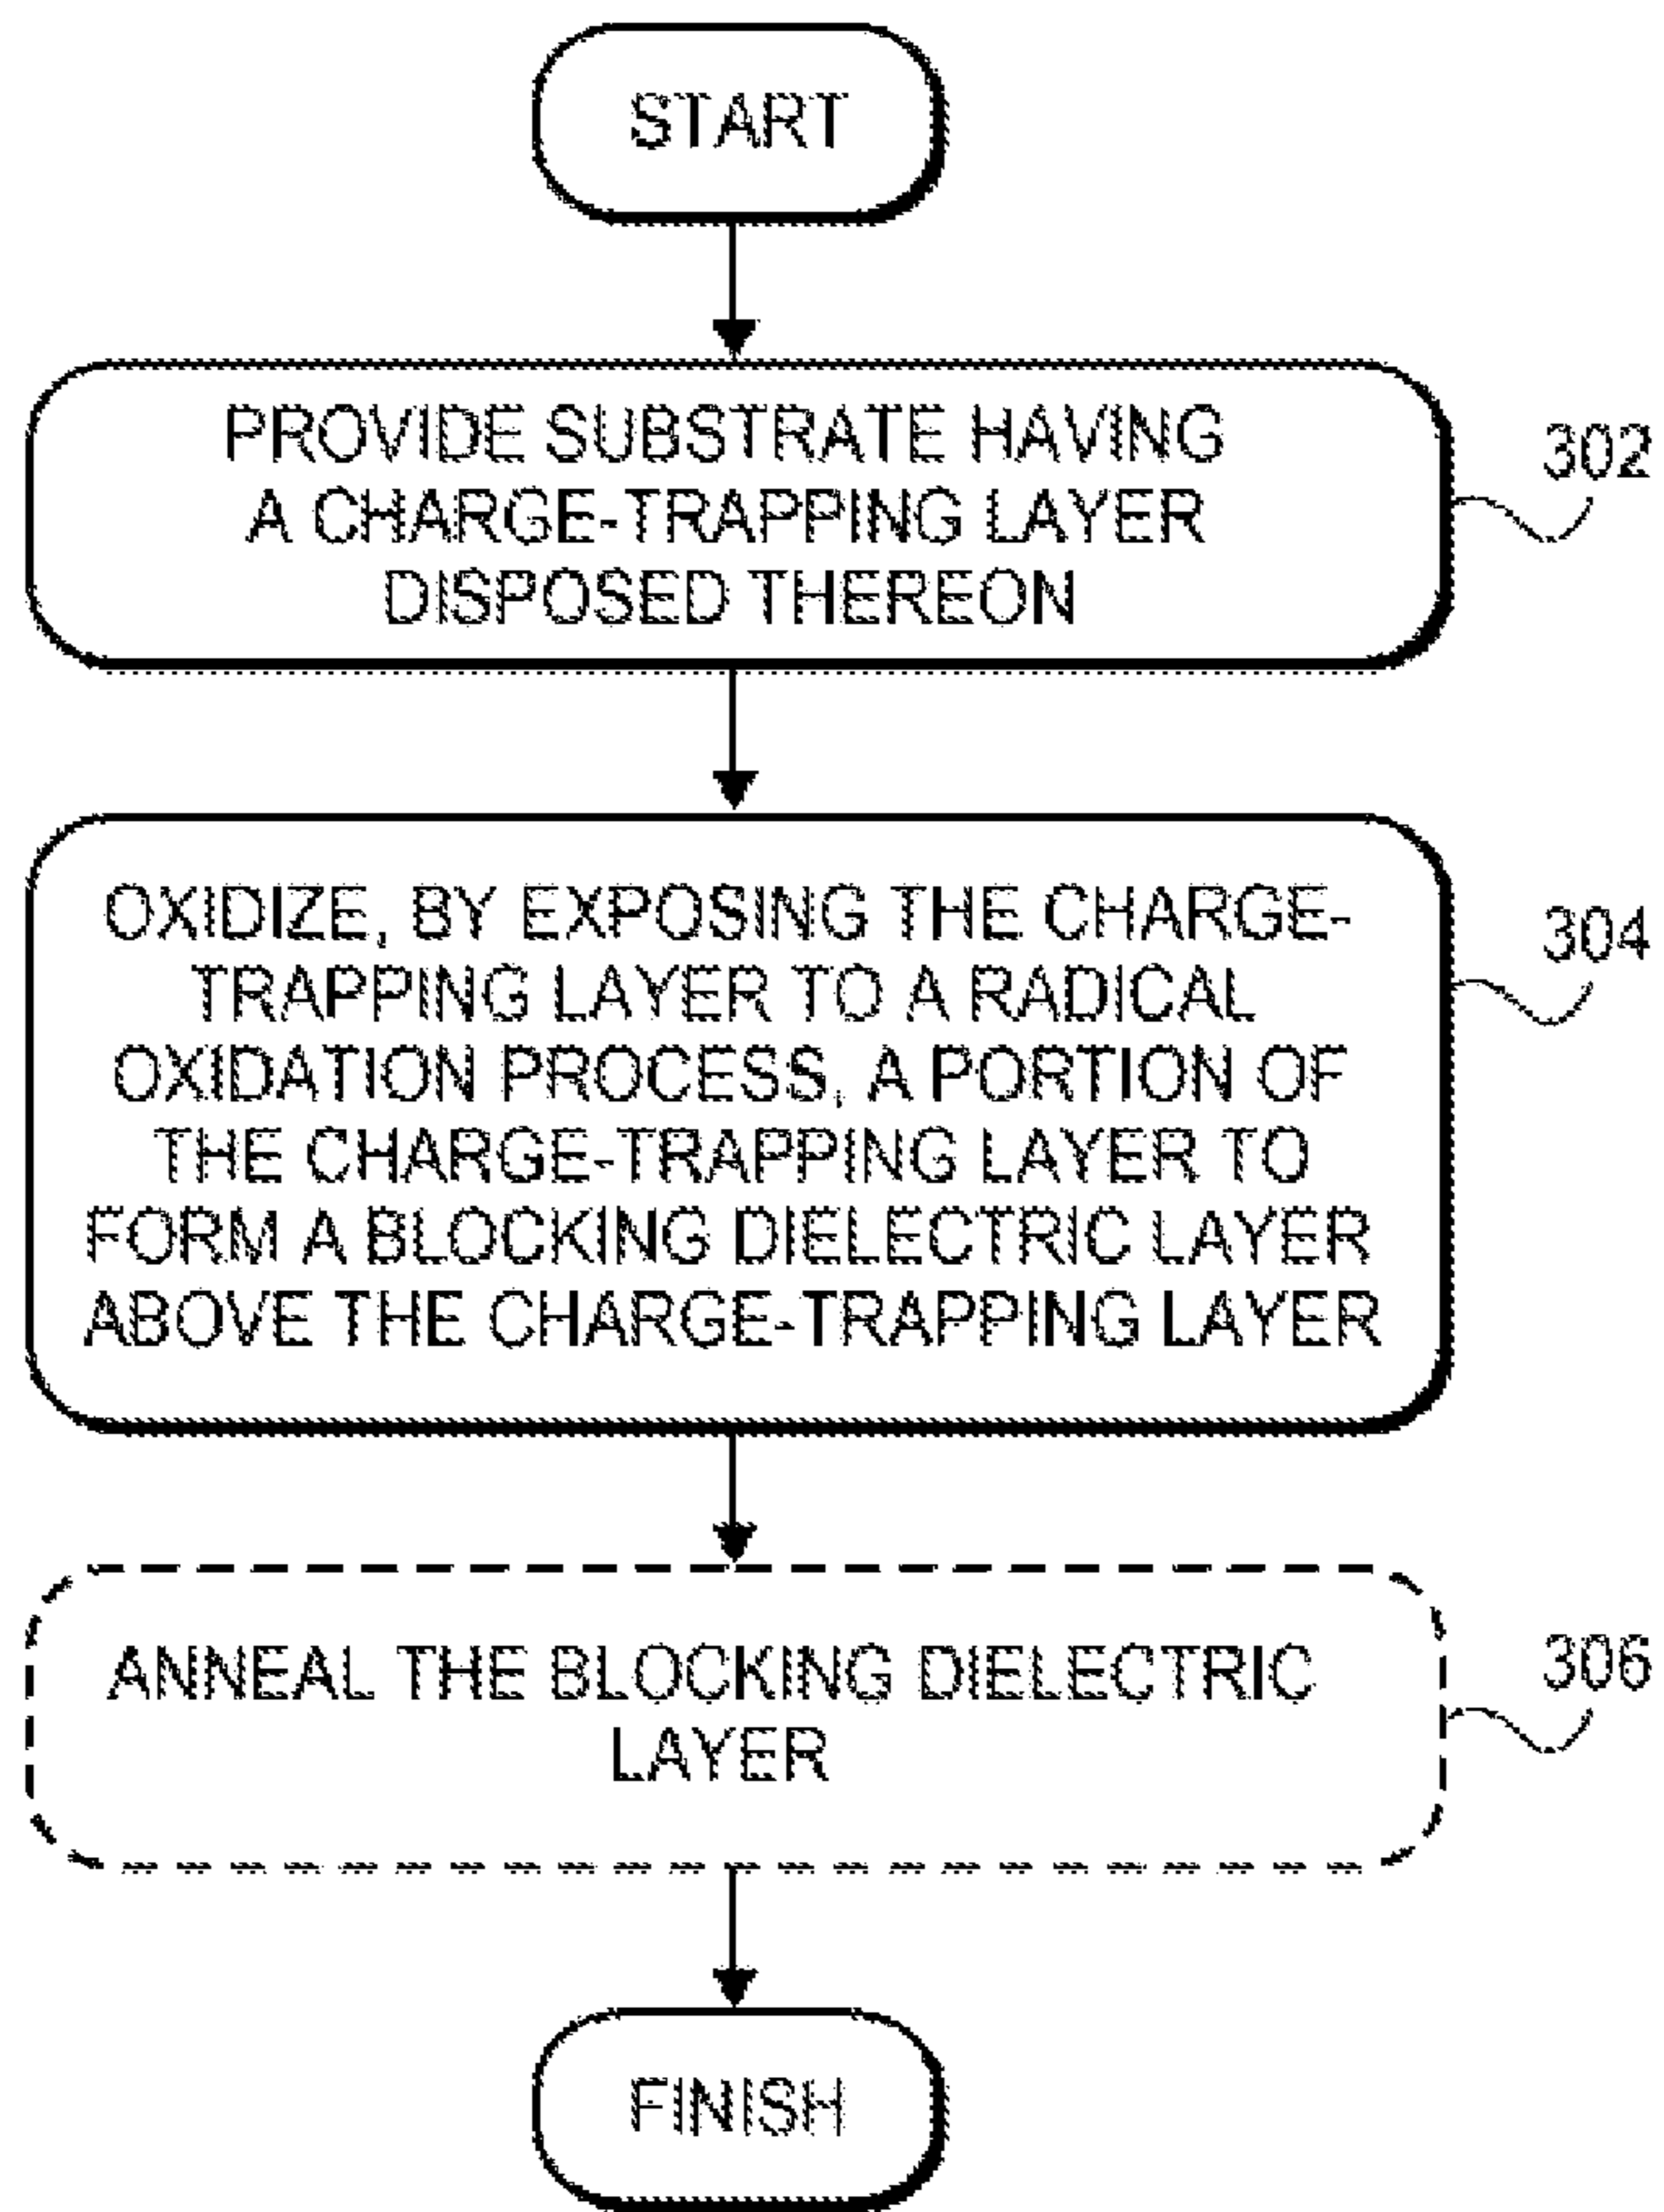 START
PROVIDE SUBSTRATE HAVING
A CHARGE-TRAPPING LAYER
DISPOSED THEREON
302
OXIDIZE, BY EXPOSING THE CHARGE-
TRAPPING LAYER TO A RADICAL
OXIDATION PROCESS, A PORTION OF
THE CHARGE-TRAPPING LAYER TO
FORM A BLOCKING DIELECTRIC LAYER
ABOVE THE CHARGE-TRAPPING LAYER
304
ANNEAL THE BLOCKING DIELECTRIC
LAYER
306
FINISH